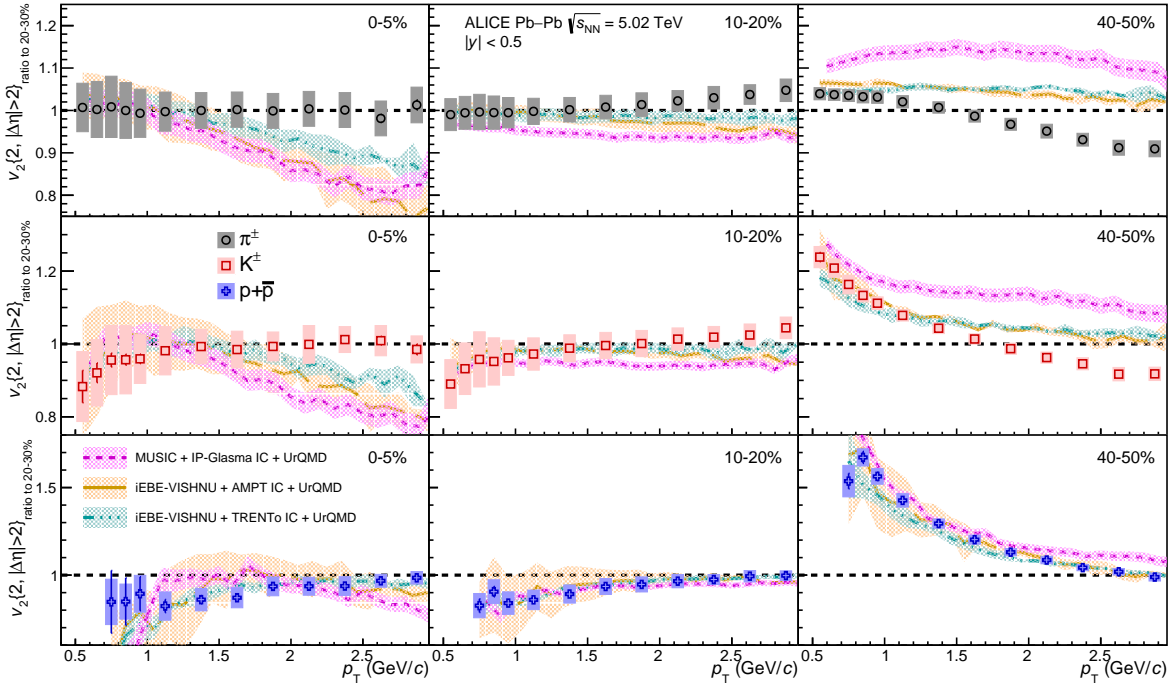 0-5%
ALICE Pb–Pb √s_NN = 5.02 TeV
|y| < 0.5
10-20%
40-50%
v₂{2, |Δη|>2}ratio to 20-30%
1.2
1.1
1
0.9
0.8
0-5%
10-20%
40-50%
π±
K±
p+p̅
v₂{2, |Δη|>2}ratio to 20-30%
1.2
1
0.8
0-5%
10-20%
40-50%
MUSIC + IP-Glasma IC + UrQMD
iEBE-VISHNU + AMPT IC + UrQMD
iEBE-VISHNU + TRENTo IC + UrQMD
v₂{2, |Δη|>2}ratio to 20-30%
1.5
1
0.5 1 1.5 2 2.5
0.5 1 1.5 2 2.5
0.5 1 1.5 2 2.5 3
p_T (GeV/c)
p_T (GeV/c)
p_T (GeV/c)